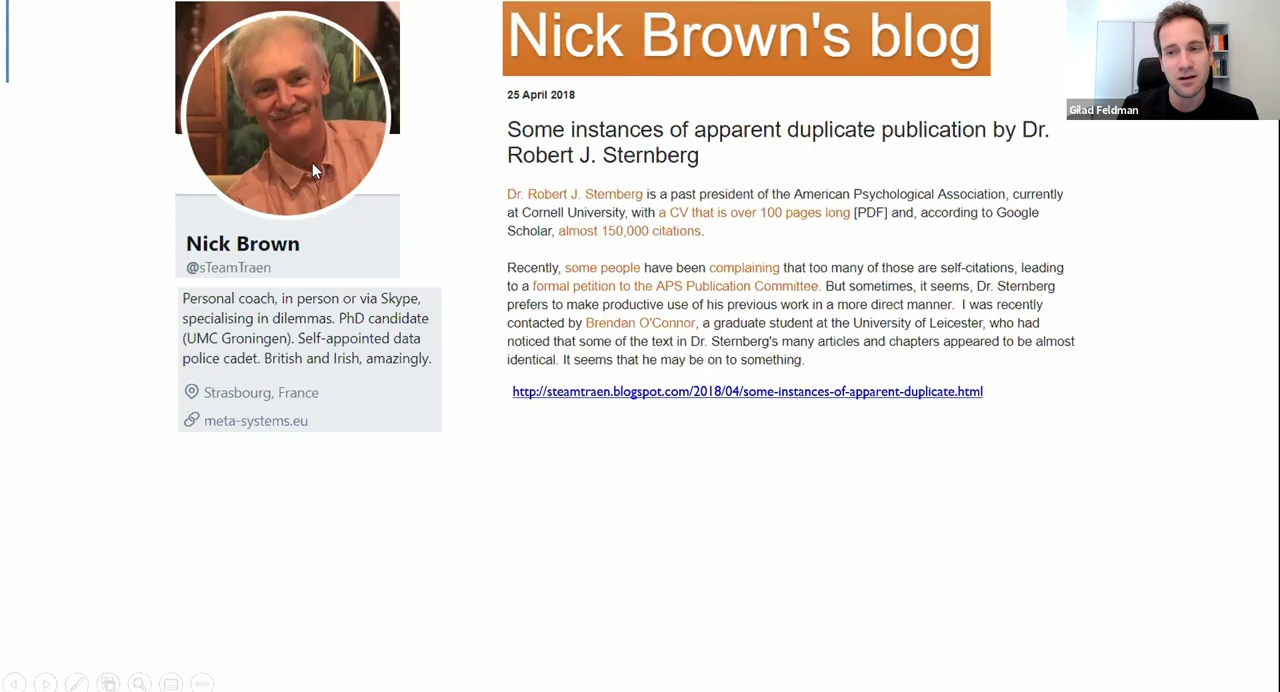 Nick Brown
@sTeamTraen
Personal coach, in person or via Skype,
specialising in dilemmas. PhD candidate
(UMC Groningen). Self-appointed data
police cadet. British and Irish, amazingly.
Strasbourg, France
meta-systems.eu
Nick Brown's blog
25 April 2018
Some instances of apparent duplicate publication by Dr.
Robert J. Sternberg
Dr. Robert J. Sternberg is a past president of the American Psychological Association, currently
at Cornell University, with a CV that is over 100 pages long [PDF] and, according to Google
Scholar, almost 150,000 citations.
Recently, some people have been complaining that too many of those are self-citations, leading
to a formal petition to the APS Publication Committee. But sometimes, it seems, Dr. Sternberg
prefers to make productive use of his previous work in a more direct manner. I was recently
contacted by Brendan O'Connor, a graduate student at the University of Leicester, who had
noticed that some of the text in Dr. Sternberg's many articles and chapters appeared to be almost
identical. It seems that he may be on to something.
http://steamtraen.blogspot.com/2018/04/some-instances-of-apparent-duplicate.html
Gilad Feldman